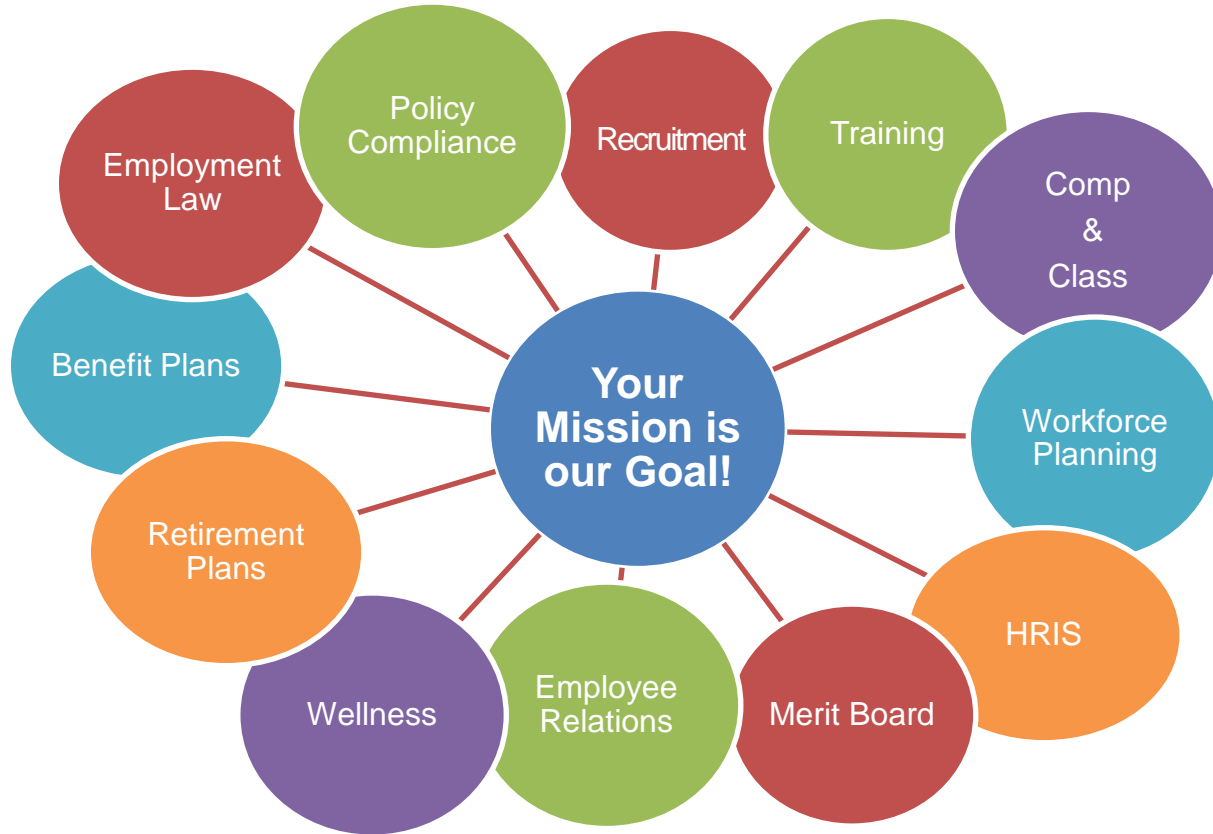 Policy
Compliance
Recruitment
Training
Employment
Law
Comp
&
Class
Benefit Plans
Your
Mission is
our Goal!
Workforce
Planning
Retirement
Plans
HRIS
Wellness
Employee
Relations
Merit Board